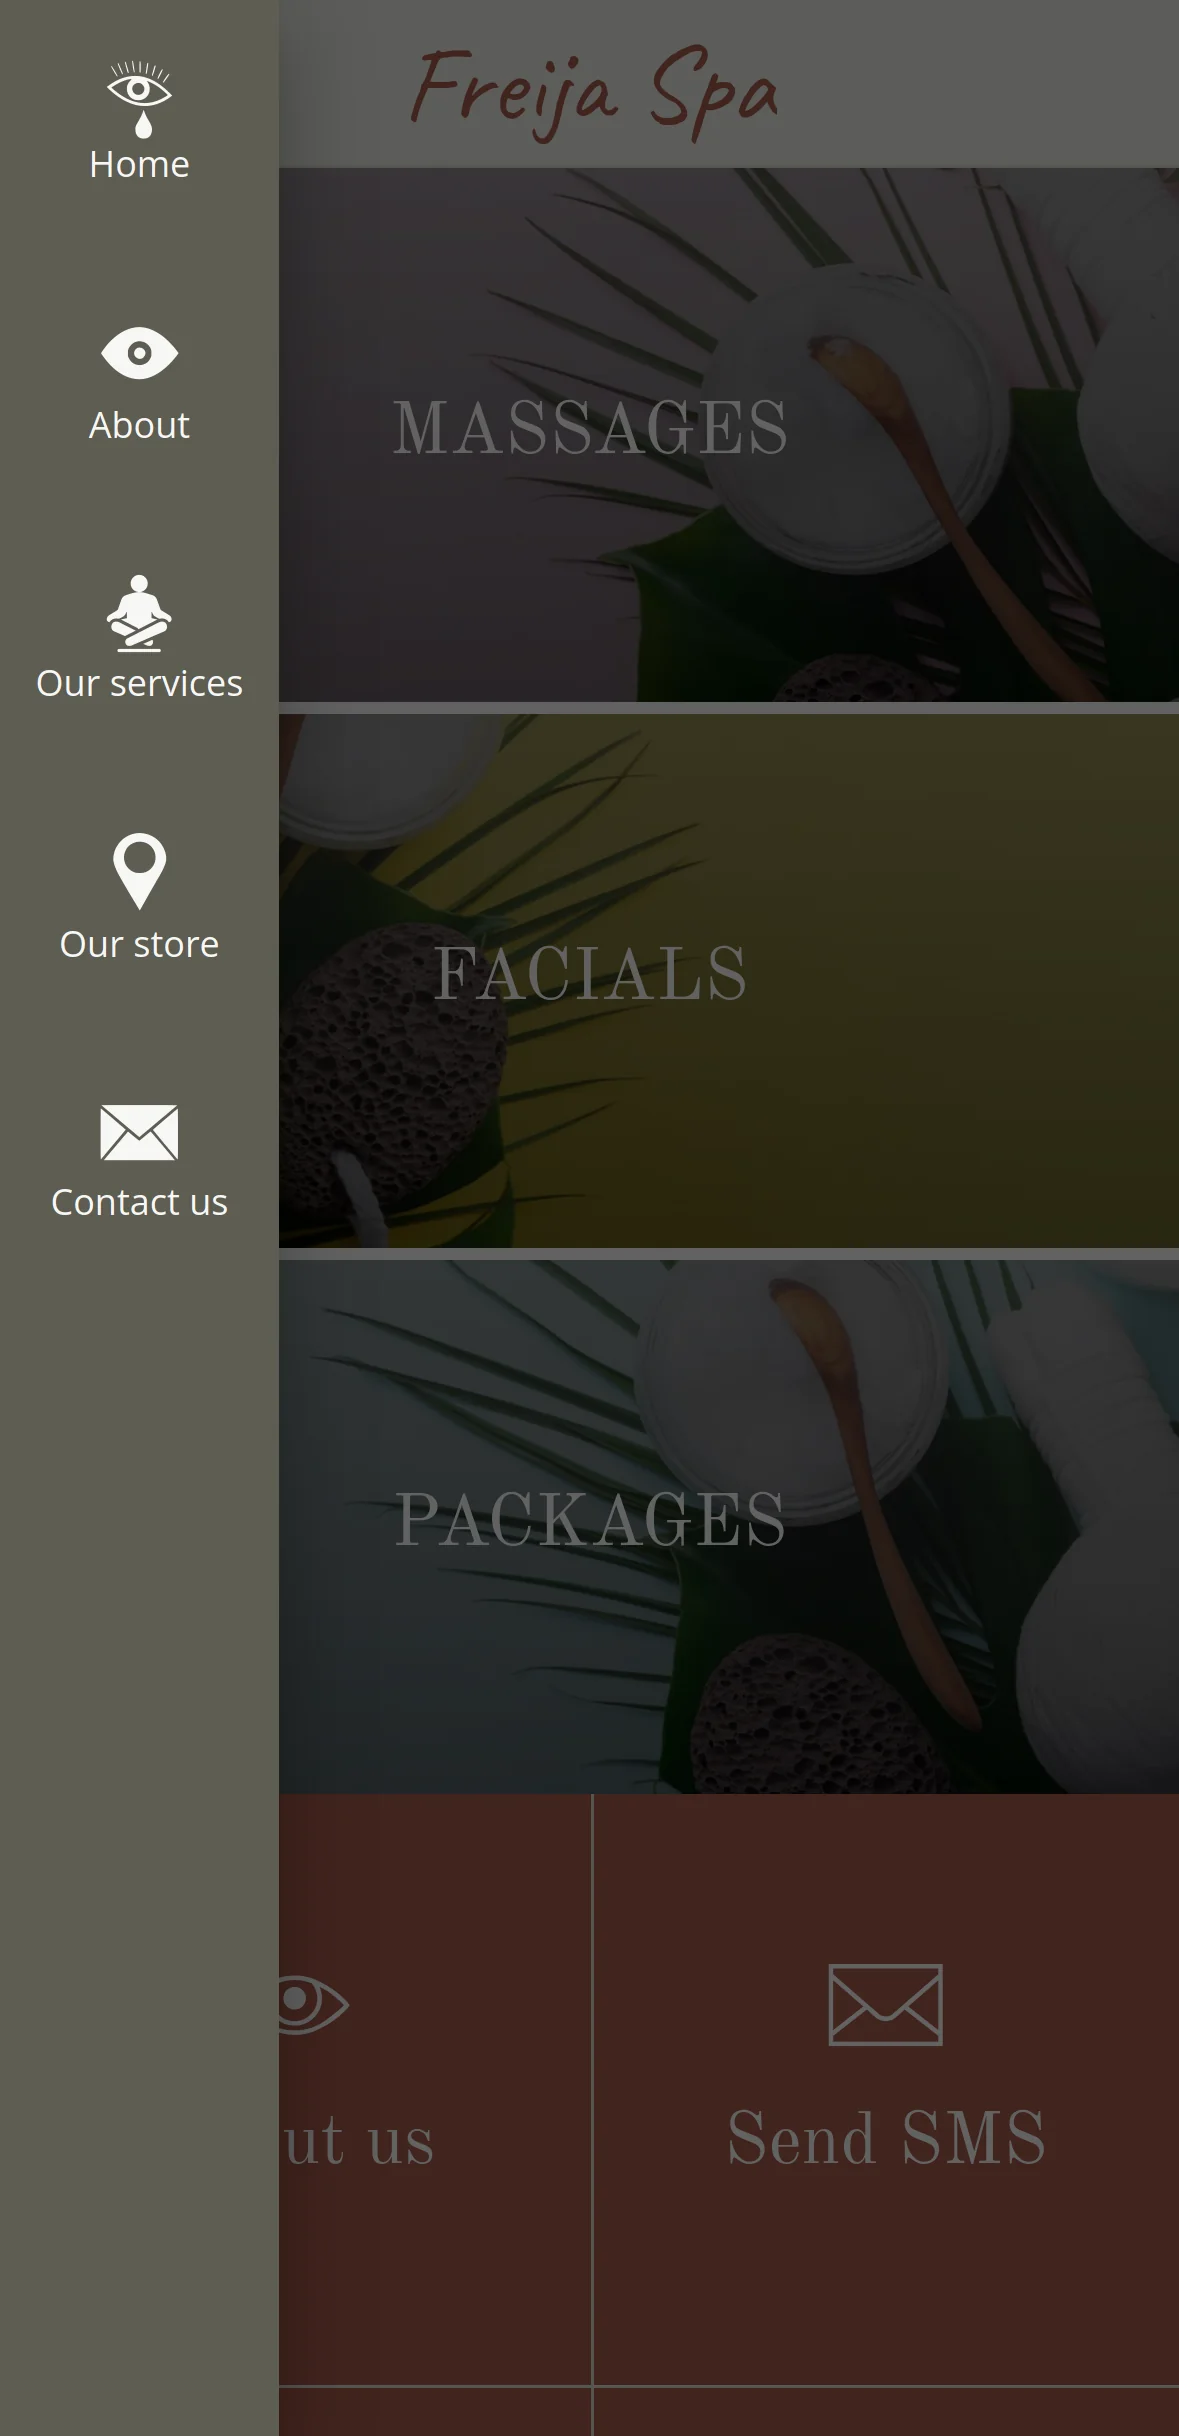 Home
About
Our services
Our store
Contact us
Freija Spa
MASSAGES
FACIALS
PACKAGES
ut us
Send SMS